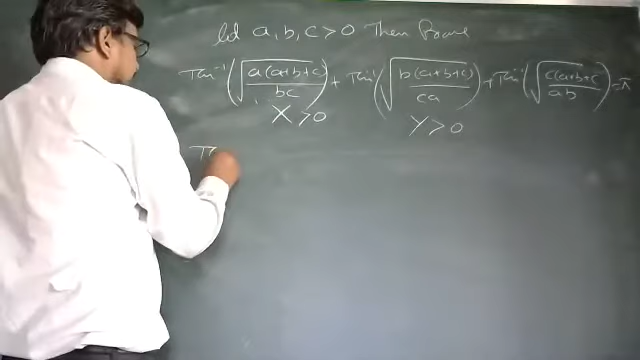 let a, b, c > 0 Then Prove
Tan⁻¹(√(a(a+b+c)/bc)) + Tan⁻¹(√(b(a+b+c)/ca)) + Tan⁻¹(√(c(a+b+c)/ab)) = π
X > 0 Y > 0
T